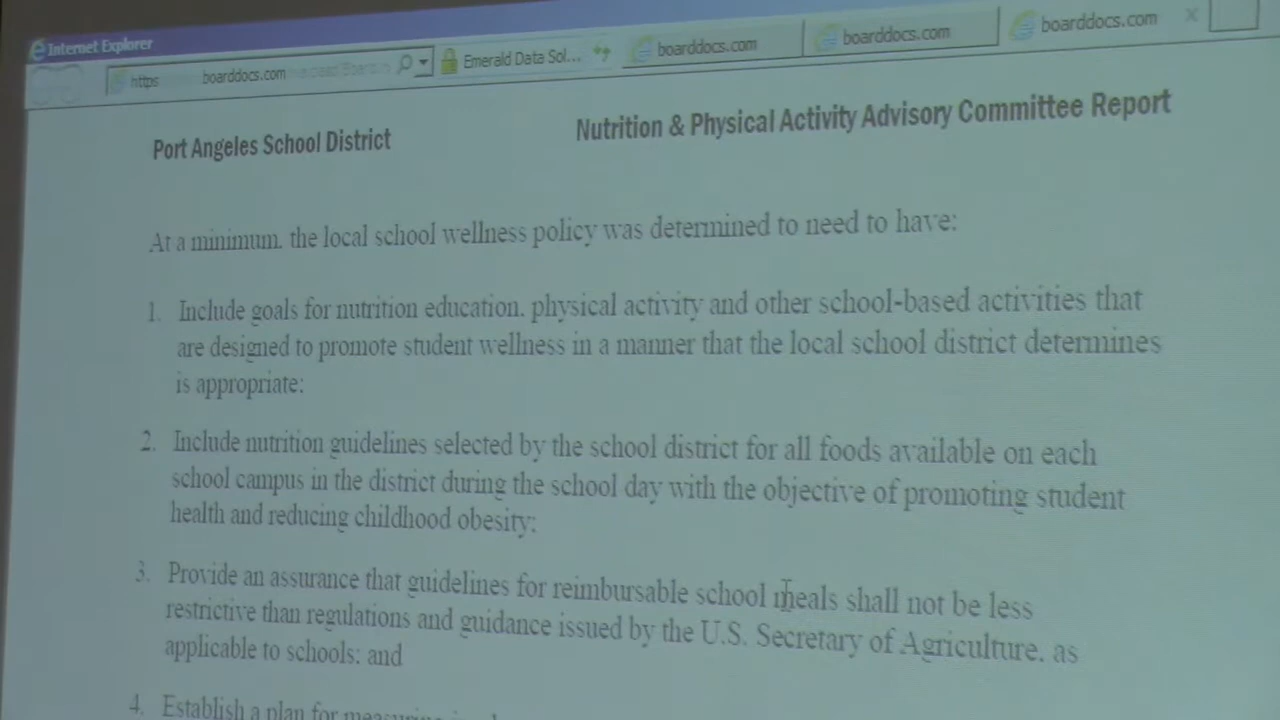 Internet Explorer
https boarddocs.com
Emerald Data Sol...
boarddocs.com
boarddocs.com
boarddocs.com
Port Angeles School District
Nutrition & Physical Activity Advisory Committee Report
At a minimum, the local school wellness policy was determined to need to have:
1. Include goals for nutrition education, physical activity and other school-based activities that
are designed to promote student wellness in a manner that the local school district determines
is appropriate;
2. Include nutrition guidelines selected by the school district for all foods available on each
school campus in the district during the school day with the objective of promoting student
health and reducing childhood obesity;
3. Provide an assurance that guidelines for reimbursable school meals shall not be less
restrictive than regulations and guidance issued by the U.S. Secretary of Agriculture, as
applicable to schools; and
4. Establish a plan for measuring